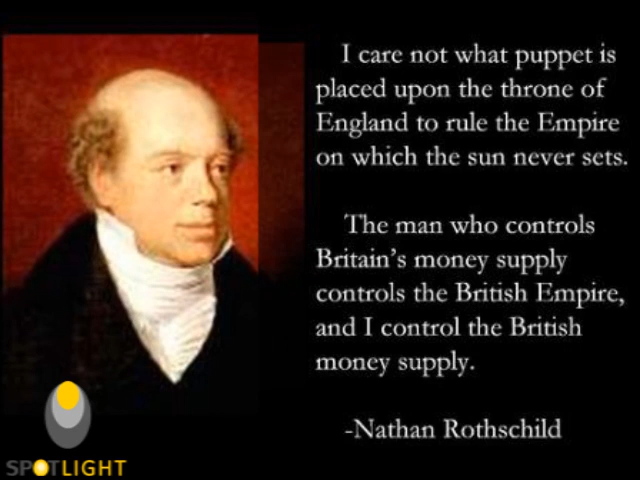 I care not what puppet is
placed upon the throne of
England to rule the Empire
on which the sun never sets.
The man who controls
Britain's money supply
controls the British Empire,
and I control the British
money supply.
-Nathan Rothschild
SPOTLIGHT